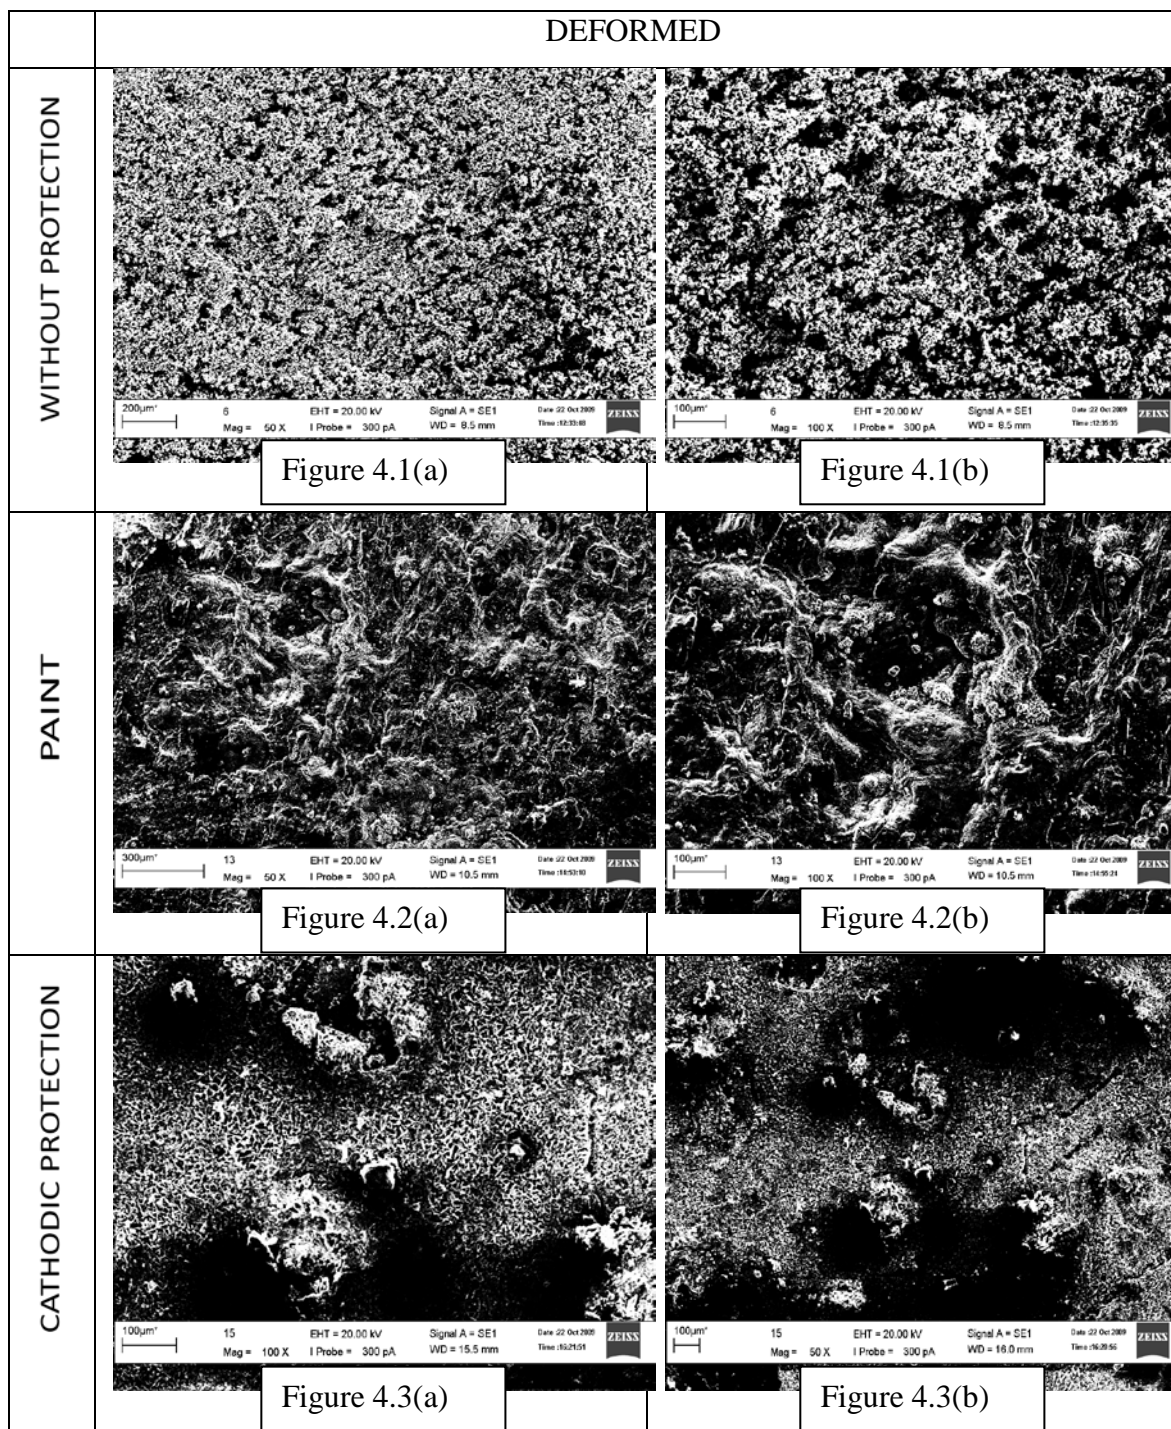 DEFORMED
WITHOUT PROTECTION
200µm* 6 EHT = 20.00 kV Signal A = SE1 Date :22 Oct 2009 ZEISS
Mag = 50 X I Probe = 300 pA WD = 8.5 mm
100µm* 6 EHT = 20.00 kV Signal A = SE1 Date :22 Oct 2009 ZEISS
Mag = 100 X I Probe = 300 pA WD = 8.5 mm Time :12:35:35
Figure 4.1(a)
Figure 4.1(b)
PAINT
300µm* 13 EHT = 20.00 kV Signal A = SE1 Date :22 Oct 2009 ZEISS
Mag = 50 X I Probe = 300 pA WD = 10.5 mm
100µm* 13 EHT = 20.00 kV Signal A = SE1 Date :22 Oct 2009 ZEISS
Mag = 100 X I Probe = 300 pA WD = 10.5 mm
Figure 4.2(a)
Figure 4.2(b)
CATHODIC PROTECTION
100µm* 15 EHT = 20.00 kV Signal A = SE1 Date :22 Oct 2009 ZEISS
Mag = 100 X I Probe = 300 pA WD = 15.5 mm Time :16:21:51
100µm* 15 EHT = 20.00 kV Signal A = SE1 Date :22 Oct 2009 ZEISS
Mag = 50 X I Probe = 300 pA WD = 16.0 mm
Figure 4.3(a)
Figure 4.3(b)